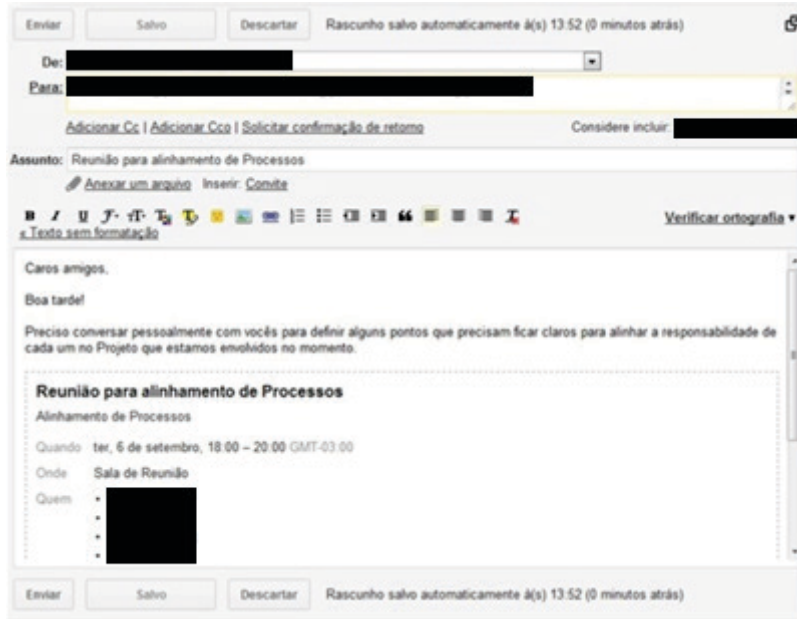 Enviar Salvo Descartar Rascunho salvo automaticamente à(s) 13:52 (0 minutos atrás)
De:
Para:
Adicionar Cc | Adicionar Cco | Solicitar confirmação de retorno Considere incluir:
Assunto: Reunião para alinhamento de Processos
Anexar um arquivo Inserir: Convite
B I U Verificar ortografia
« Texto sem formatação
Caros amigos,
Boa tarde!
Preciso conversar pessoalmente com vocês para definir alguns pontos que precisam ficar claros para alinhar a responsabilidade de
cada um no Projeto que estamos envolvidos no momento.
Reunião para alinhamento de Processos
Alinhamento de Processos
Quando ter, 6 de setembro, 18:00 – 20:00 GMT-03:00
Onde Sala de Reunião
Quem
Enviar Salvo Descartar Rascunho salvo automaticamente à(s) 13:52 (0 minutos atrás)